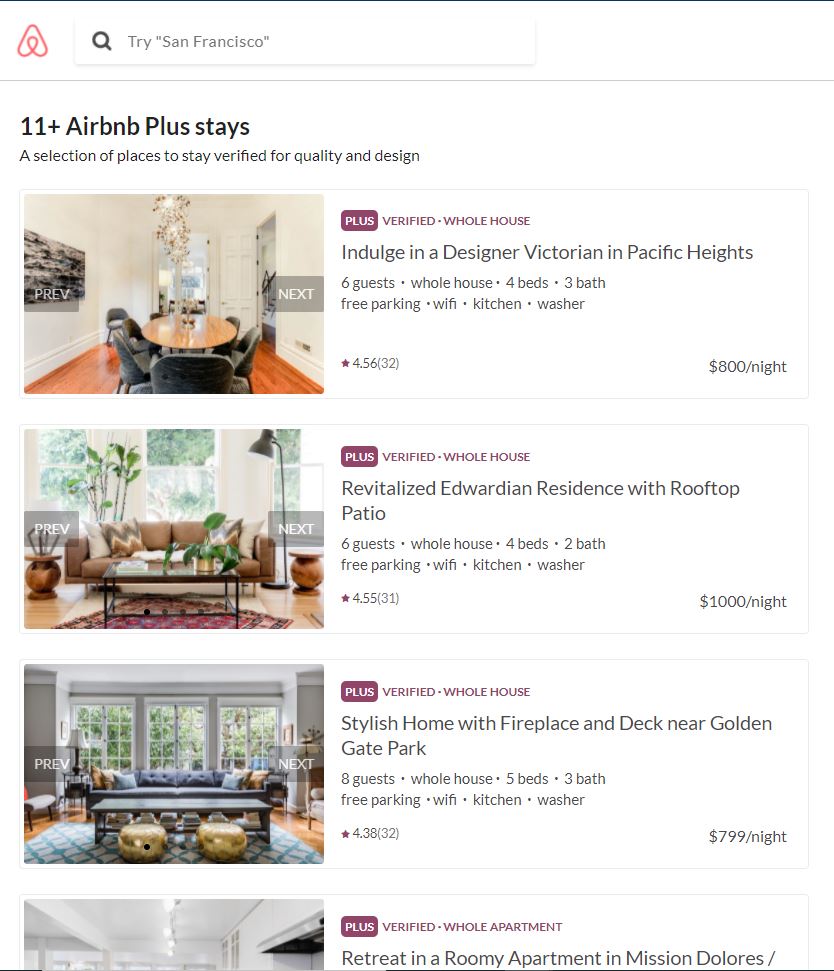 Try "San Francisco"
11+ Airbnb Plus stays
A selection of places to stay verified for quality and design
PREV
NEXT
PLUS VERIFIED · WHOLE HOUSE
Indulge in a Designer Victorian in Pacific Heights
6 guests · whole house · 4 beds · 3 bath
free parking · wifi · kitchen · washer
4.56(32)
$800/night
PREV
NEXT
PLUS VERIFIED · WHOLE HOUSE
Revitalized Edwardian Residence with Rooftop
Patio
6 guests · whole house · 4 beds · 2 bath
free parking · wifi · kitchen · washer
4.55(31)
$1000/night
PREV
NEXT
PLUS VERIFIED · WHOLE HOUSE
Stylish Home with Fireplace and Deck near Golden
Gate Park
8 guests · whole house · 5 beds · 3 bath
free parking · wifi · kitchen · washer
4.38(32)
$799/night
PLUS VERIFIED · WHOLE APARTMENT
Retreat in a Roomy Apartment in Mission Dolores /